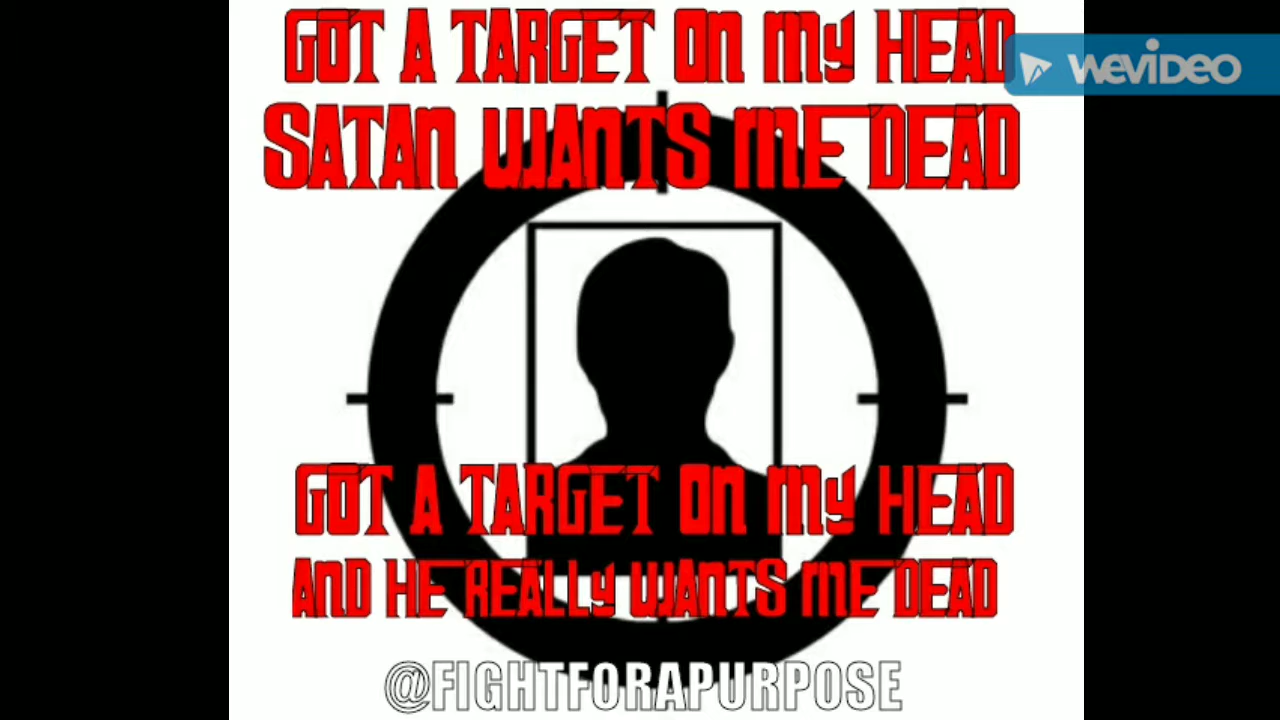 GOT A TARGET ON MY HEAD
WEVIDEO
SATAN WANTS ME DEAD
GOT A TARGET ON MY HEAD
AND HE REALLY WANTS ME DEAD
@FIGHTFORAPURPOSE